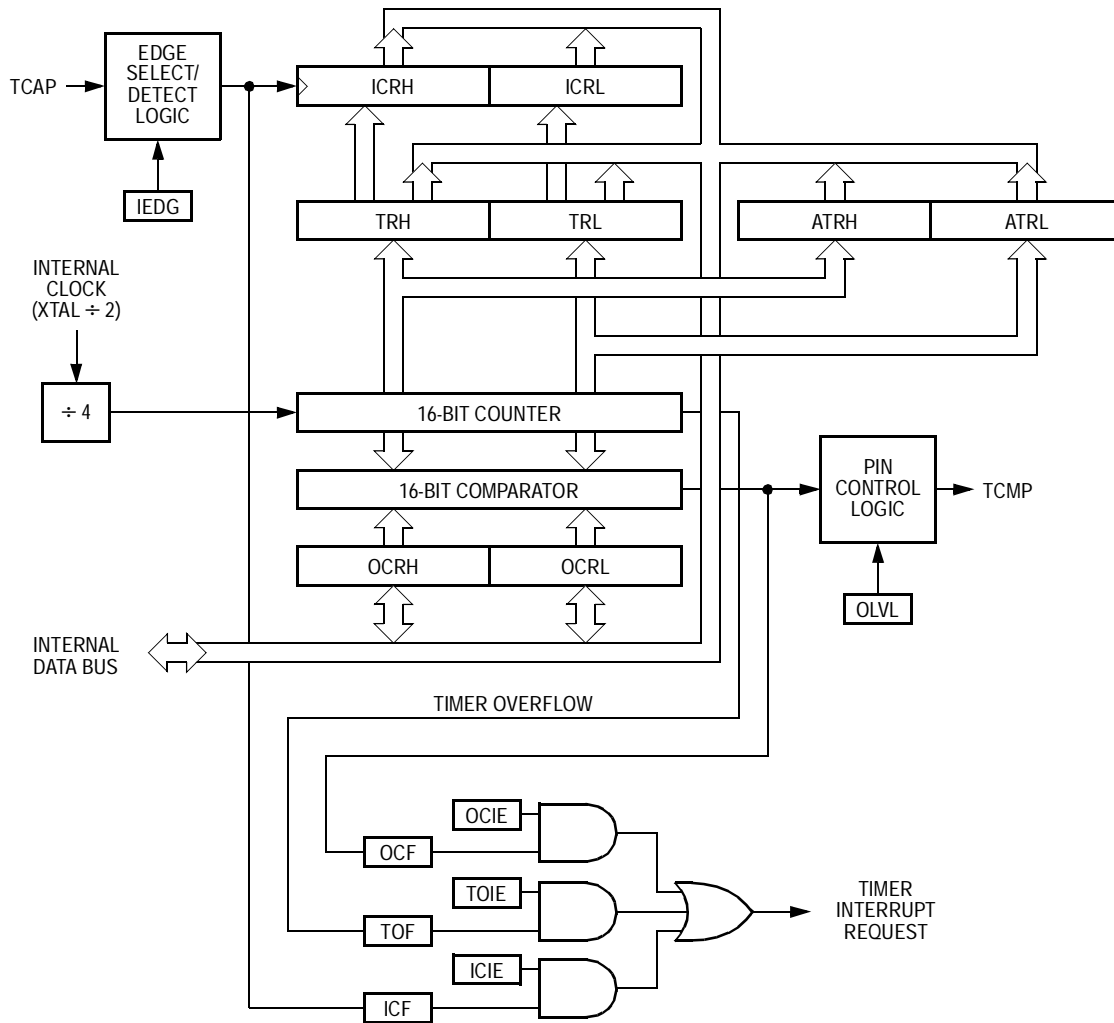 EDGE
SELECT/
DETECT
LOGIC
TCAP
ICRH
ICRL
IEDG
TRH
TRL
ATRH
ATRL
INTERNAL
CLOCK
(XTAL ÷ 2)
÷ 4
16-BIT COUNTER
16-BIT COMPARATOR
PIN
CONTROL
LOGIC
TCMP
OCRH
OCRL
OLVL
INTERNAL
DATA BUS
TIMER OVERFLOW
OCIE
OCF
TOIE
TOF
TIMER
INTERRUPT
REQUEST
ICIE
ICF